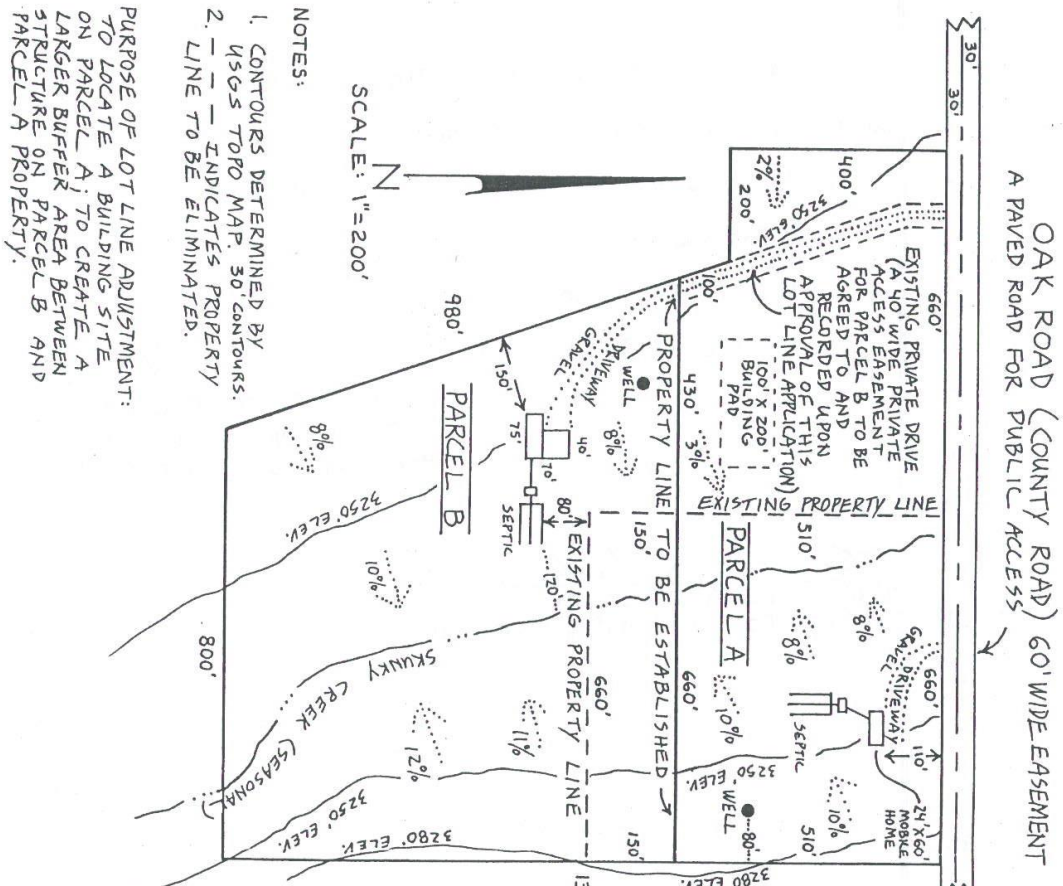 OAK ROAD (COUNTY ROAD) 60' WIDE EASEMENT
A PAVED ROAD FOR PUBLIC ACCESS
30'
30'
660'
660'
400'
2%
200'
3250' ELEV.
EXISTING PRIVATE DRIVE
(A 40' WIDE PRIVATE
ACCESS EASEMENT
FOR PARCEL B TO BE
AGREED TO AND
RECORDED UPON
APPROVAL OF THIS
LOT LINE APPLICATION)
100' X 200'
BUILDING
PAD
100'
430'
3%
EXISTING PROPERTY LINE
510'
PARCEL A
8%
8%
GRAVEL DRIVEWAY
SEPTIC
110'
24' X 60'
MOBILE
HOME
10%
10%
3250' ELEV.
WELL
80'
510'
3280 ELEV.
660'
PROPERTY LINE TO BE ESTABLISHED
150'
150'
EXISTING PROPERTY LINE
660'
WELL
GRAVEL
DRIVEWAY
8%
150'
75'
40'
70'
80'
SEPTIC
120'
PARCEL B
980'
8%
3250' ELEV.
10%
SKUNKY CREEK (SEASONAL)
11%
12%
3250' ELEV.
3280' ELEV.
800'
N
SCALE: 1"=200'
NOTES:
1. CONTOURS DETERMINED BY
USGS TOPO MAP. 30' CONTOURS.
2. - - - INDICATES PROPERTY
LINE TO BE ELIMINATED.
PURPOSE OF LOT LINE ADJUSTMENT:
TO LOCATE A BUILDING SITE
ON PARCEL A; TO CREATE A
LARGER BUFFER AREA BETWEEN
STRUCTURE ON PARCEL B AND
PARCEL A PROPERTY.